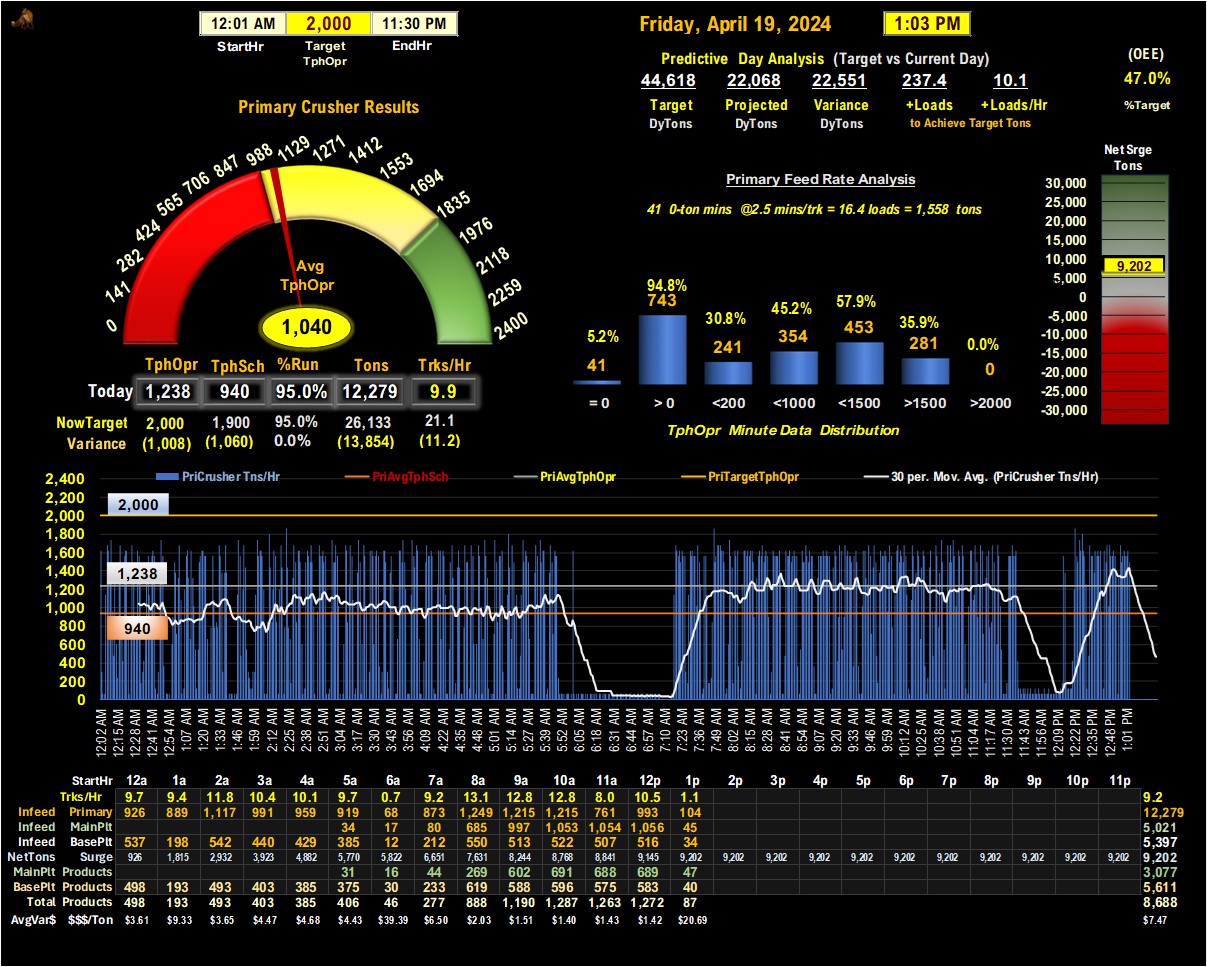 12:01 AM 2,000 11:30 PM
StartHr Target TphOpr EndHr
Friday, April 19, 2024 1:03 PM
Predictive Day Analysis (Target vs Current Day)
44,618 22,068 22,551 237.4 10.1
Target Projected Variance +Loads +Loads/Hr
DyTons DyTons DyTons to Achieve Target Tons
(OEE)
47.0%
%Target
Primary Crusher Results
0 141 282 424 565 706 847 988 1129 1271 1412 1553 1694 1835 1976 2118 2259 2400
Avg
TphOpr
1,040
TphOpr TphSch %Run Tons Trks/Hr
Today 1,238 940 95.0% 12,279 9.9
NowTarget 2,000 1,900 95.0% 26,133 21.1
Variance (1,008) (1,060) 0.0% (13,854) (11.2)
Primary Feed Rate Analysis
41 0-ton mins @2.5 mins/trk = 16.4 loads = 1,558 tons
5.2% 94.8% 30.8% 45.2% 57.9% 35.9% 0.0%
41 743 241 354 453 281 0
= 0 > 0 <200 <1000 <1500 >1500 >2000
TphOpr Minute Data Distribution
Net Srge
Tons
30,000
25,000
20,000
15,000
10,000
9,202
5,000
0
-5,000
-10,000
-15,000
-20,000
-25,000
-30,000
PriCrusher Tns/Hr PriAvgTphSch PriAvgTphOpr PriTargetTphOpr 30 per. Mov. Avg. (PriCrusher Tns/Hr)
2,400
2,200
2,000
1,800
1,600
1,400
1,200
1,000
800
600
400
200
0
2,000
1,238
940
12:02 AM 12:15 AM 12:28 AM 12:41 AM 12:54 AM 1:07 AM 1:20 AM 1:33 AM 1:46 AM 1:59 AM 2:12 AM 2:25 AM 2:38 AM 2:51 AM 3:04 AM 3:17 AM 3:30 AM 3:43 AM 3:56 AM 4:09 AM 4:22 AM 4:35 AM 4:48 AM 5:01 AM 5:14 AM 5:27 AM 5:39 AM 5:52 AM 6:05 AM 6:18 AM 6:31 AM 6:44 AM 6:57 AM 7:10 AM 7:23 AM 7:36 AM 7:49 AM 8:02 AM 8:15 AM 8:28 AM 8:41 AM 8:54 AM 9:07 AM 9:20 AM 9:33 AM 9:46 AM 9:59 AM 10:12 AM 10:25 AM 10:38 AM 10:51 AM 11:04 AM 11:17 AM 11:30 AM 11:43 AM 11:56 AM 12:09 PM 12:22 PM 12:35 PM 12:48 PM 1:01 PM
StartHr 12a 1a 2a 3a 4a 5a 6a 7a 8a 9a 10a 11a 12p 1p 2p 3p 4p 5p 6p 7p 8p 9p 10p 11p
Trks/Hr 9.7 9.4 11.8 10.4 10.1 9.7 0.7 9.2 13.1 12.8 12.8 8.0 10.5 1.1 9.2
Infeed Primary 926 889 1,117 991 959 919 68 873 1,249 1,215 1,215 761 993 104 12,279
Infeed MainPlt 34 17 80 685 997 1,053 1,054 1,056 45 5,021
Infeed BasePlt 537 198 542 440 429 385 12 212 550 513 522 507 516 34 5,397
NetTons Surge 926 1,815 2,932 3,923 4,882 5,770 5,822 6,651 7,631 8,244 8,768 8,841 9,145 9,202 9,202 9,202 9,202 9,202 9,202 9,202 9,202 9,202 9,202 9,202 9,202
MainPlt Products 31 16 44 269 602 691 688 689 47 3,077
BasePlt Products 498 193 493 403 385 375 30 233 619 588 596 575 583 40 5,611
Total Products 498 193 493 403 385 406 46 277 888 1,190 1,287 1,263 1,272 87 8,688
AvgVar$ $$$/Ton $3.61 $9.33 $3.65 $4.47 $4.68 $4.43 $39.39 $6.50 $2.03 $1.51 $1.40 $1.43 $1.42 $20.69 $7.47